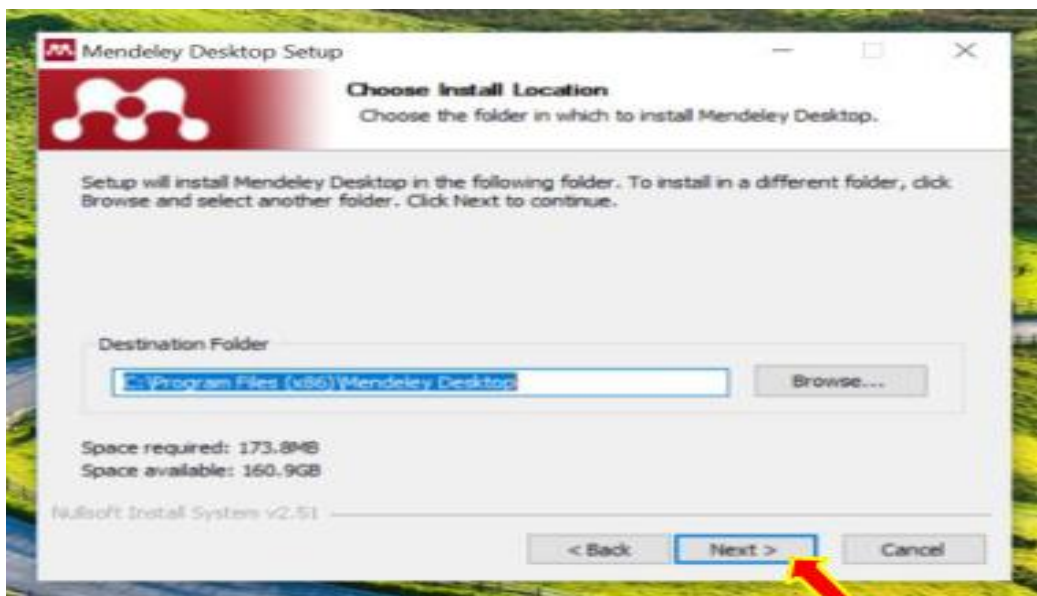 Mendeley Desktop Setup
Choose Install Location
Choose the folder in which to install Mendeley Desktop.
Setup will install Mendeley Desktop in the following folder. To install in a different folder, click
Browse and select another folder. Click Next to continue.
Destination Folder
C:\Program Files (x86)\Mendeley Desktop
Browse...
Space required: 173.8MB
Space available: 160.9GB
Nullsoft Install System v2.51
< Back Next > Cancel